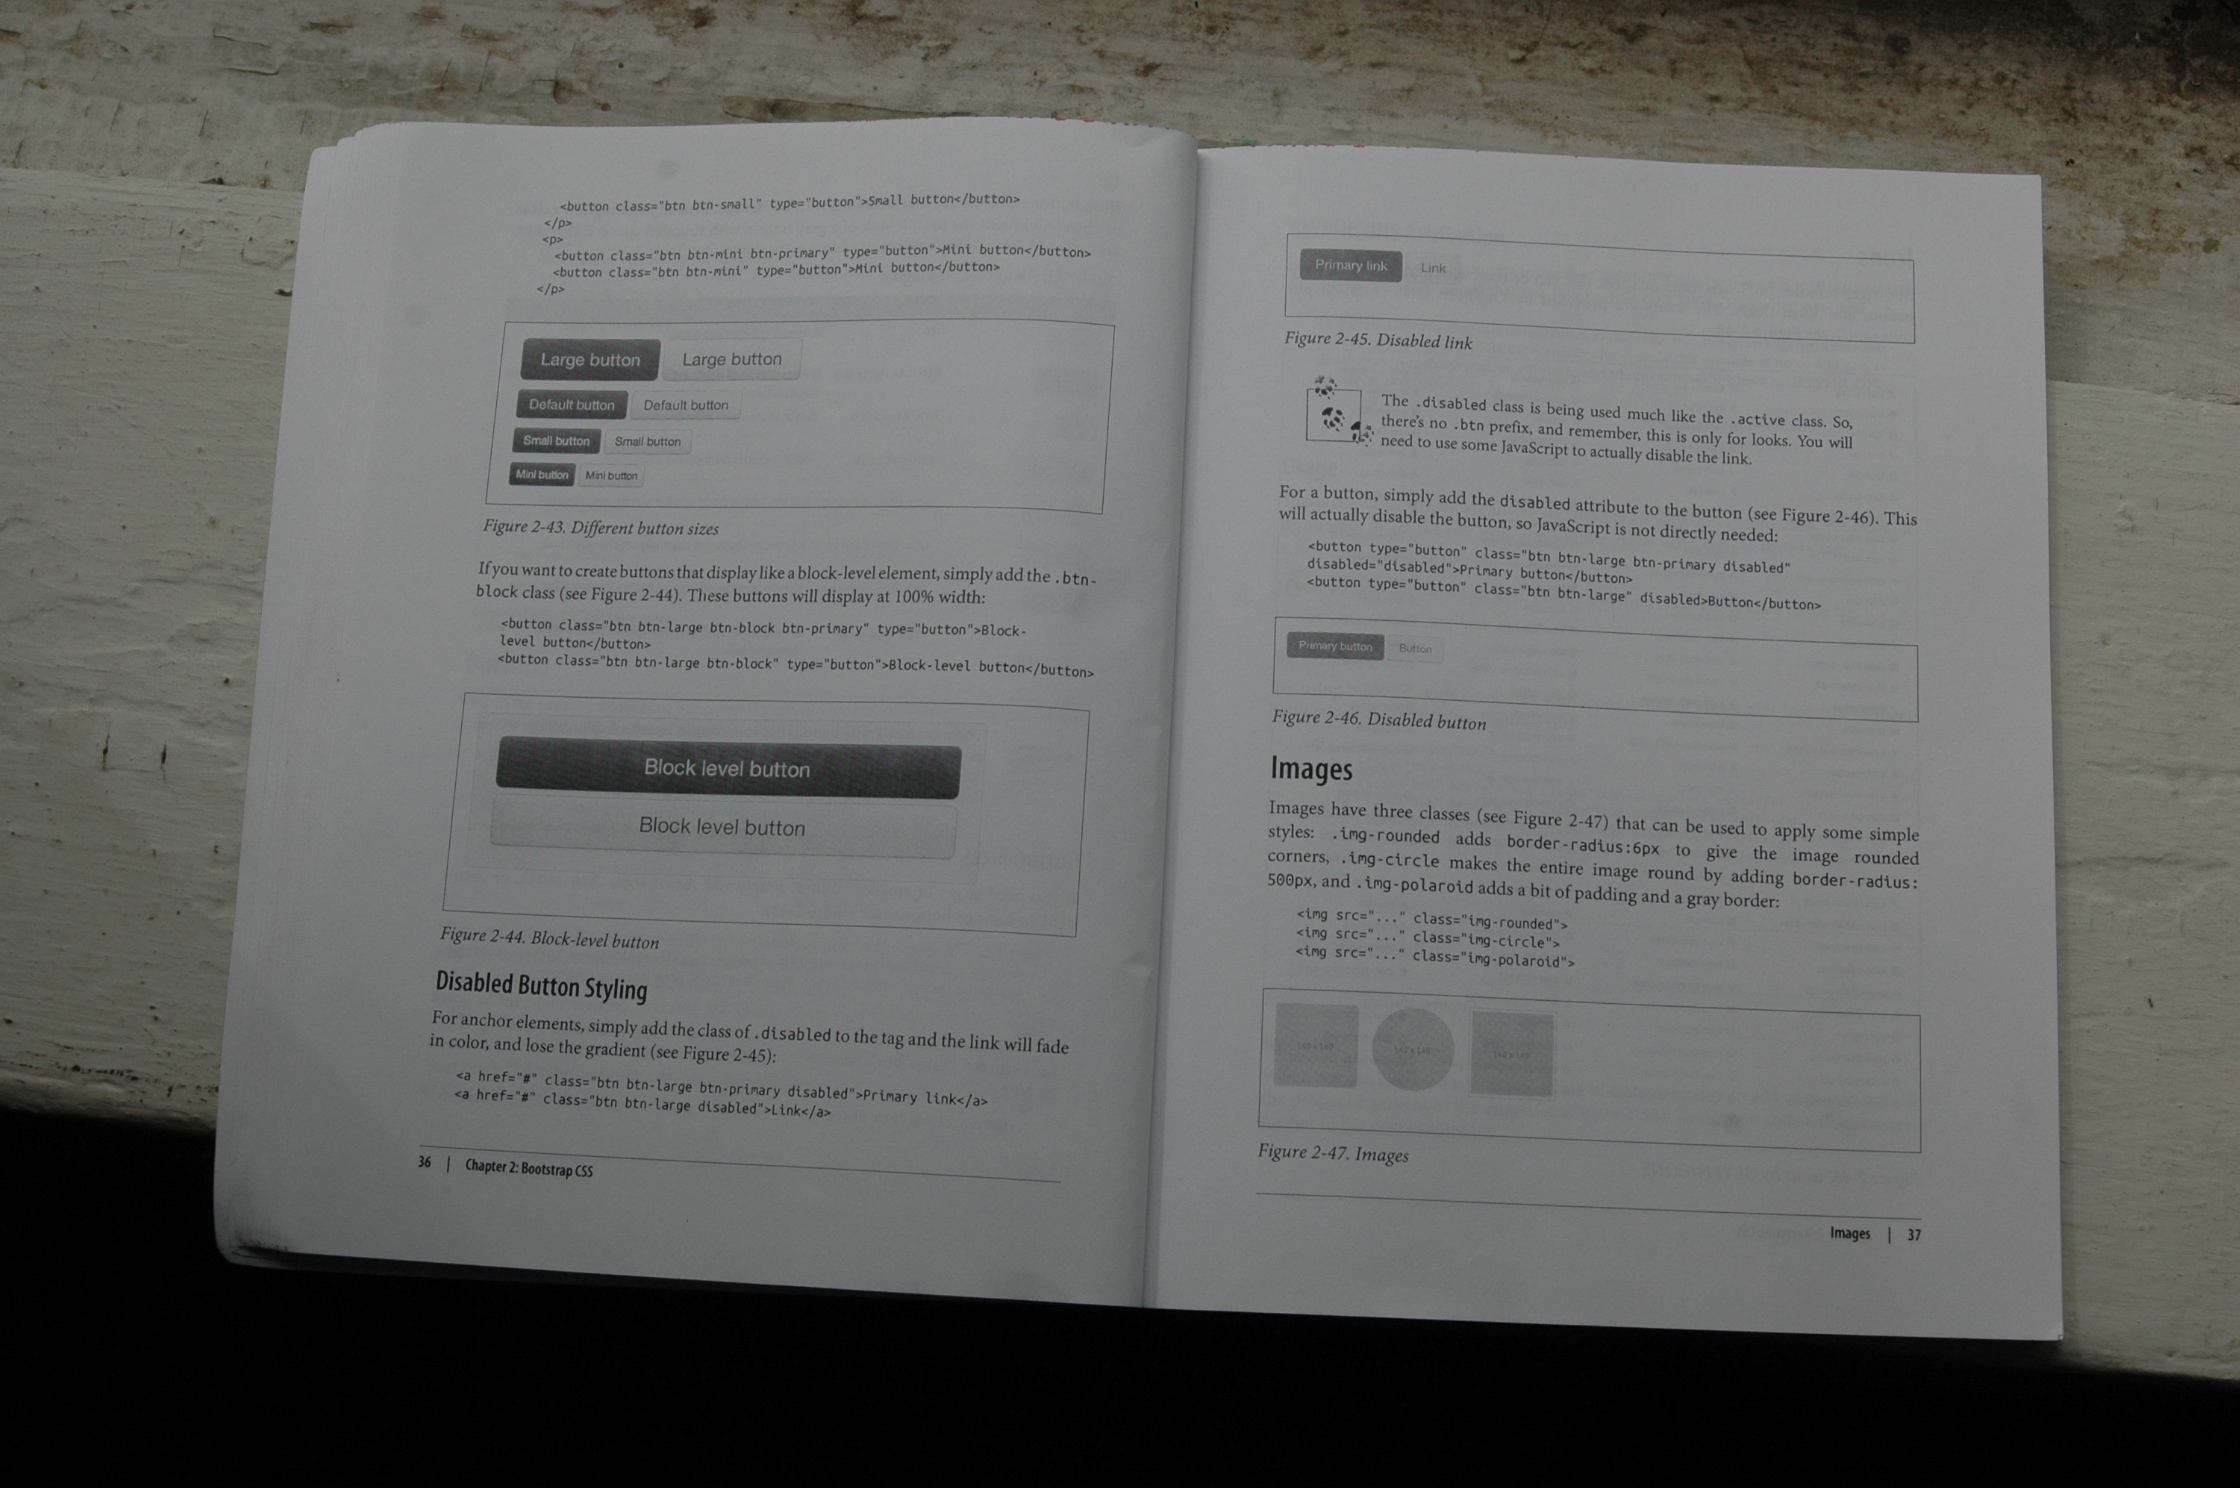 <button class="btn btn-small" type="button">Small button</button>
</p>
<p>
<button class="btn btn-mini btn-primary" type="button">Mini button</button>
<button class="btn btn-mini" type="button">Mini button</button>
</p>
Large button Large button
Default button Default button
Small button Small button
Mini button Mini button
Figure 2-43. Different button sizes
If you want to create buttons that display like a block-level element, simply add the .btn-
block class (see Figure 2-44). These buttons will display at 100% width:
<button class="btn btn-large btn-block btn-primary" type="button">Block-
level button</button>
<button class="btn btn-large btn-block" type="button">Block-level button</button>
Block level button
Block level button
Figure 2-44. Block-level button
Disabled Button Styling
For anchor elements, simply add the class of .disabled to the tag and the link will fade
in color, and lose the gradient (see Figure 2-45):
<a href="#" class="btn btn-large btn-primary disabled">Primary link</a>
<a href="#" class="btn btn-large disabled">Link</a>
36 | Chapter 2: Bootstrap CSS
Primary link Link
Figure 2-45. Disabled link
The .disabled class is being used much like the .active class. So,
there's no .btn prefix, and remember, this is only for looks. You will
need to use some JavaScript to actually disable the link.
For a button, simply add the disabled attribute to the button (see Figure 2-46). This
will actually disable the button, so JavaScript is not directly needed:
<button type="button" class="btn btn-large btn-primary disabled"
disabled="disabled">Primary button</button>
<button type="button" class="btn btn-large" disabled>Button</button>
Primary button Button
Figure 2-46. Disabled button
Images
Images have three classes (see Figure 2-47) that can be used to apply some simple
styles: .img-rounded adds border-radius:6px to give the image rounded
corners, .img-circle makes the entire image round by adding border-radius:
500px, and .img-polaroid adds a bit of padding and a gray border:
<img src="..." class="img-rounded">
<img src="..." class="img-circle">
<img src="..." class="img-polaroid">
140x140 140x140 140x140
Figure 2-47. Images
Images | 37